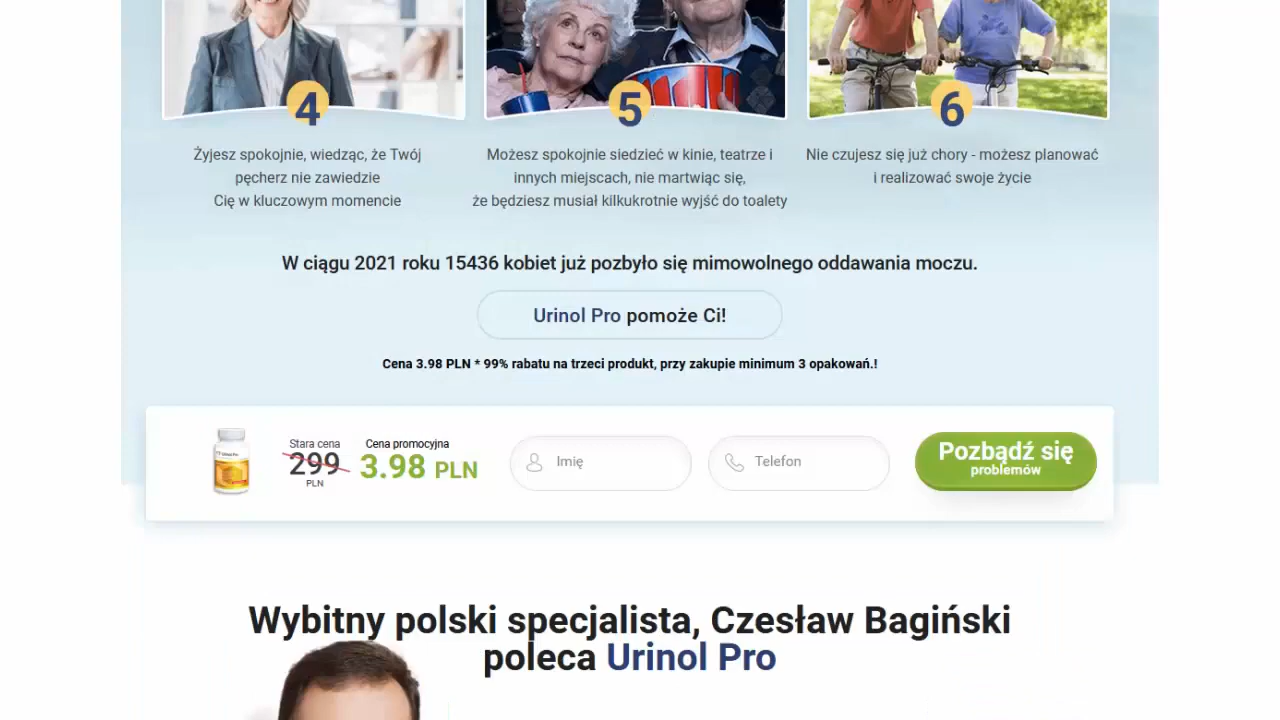 4
5
6
Żyjesz spokojnie, wiedząc, że Twój
pęcherz nie zawiedzie
Cię w kluczowym momencie
Możesz spokojnie siedzieć w kinie, teatrze i
innych miejscach, nie martwiąc się,
że będziesz musiał kilkukrotnie wyjść do toalety
Nie czujesz się już chory - możesz planować
i realizować swoje życie
W ciągu 2021 roku 15436 kobiet już pozbyło się mimowolnego oddawania moczu.
Urinol Pro pomoże Ci!
Cena 3.98 PLN * 99% rabatu na trzeci produkt, przy zakupie minimum 3 opakowań.!
Urinol Pro
Stara cena
299
PLN
Cena promocyjna
3.98 PLN
Imię
Telefon
Pozbądź się
problemów
Wybitny polski specjalista, Czesław Bagiński
poleca Urinol Pro